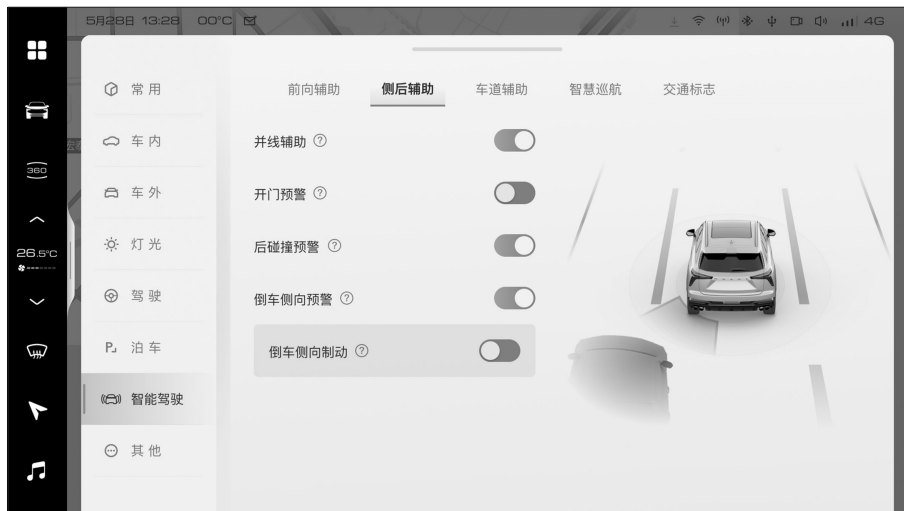 5月28日 13:28 00°C
4G
常用
车内
车外
灯光
驾驶
泊车
智能驾驶
其他
前向辅助 侧后辅助 车道辅助 智慧巡航 交通标志
并线辅助
开门预警
后碰撞预警
倒车侧向预警
倒车侧向制动
360
26.5°C